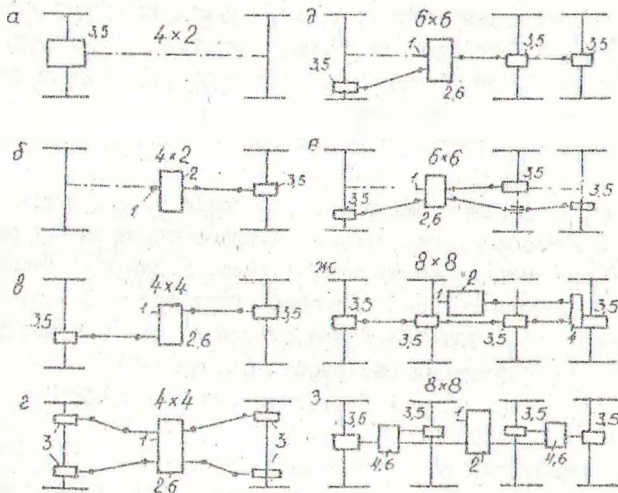 а 3,5 4×2
д 6×6 1 3,5 3,5 3,5 2,6
б 4×2 2 3,5 1
е 6×6 1 3,5 3,5 3,5 2,6
в 4×4 1 3,5 3,5 2,6
ж 8×8 1 2 3,5 3,5 3,5 3,5 4
г 4×4 3 3 1 2,6
з 8×8 3,6 3,5 1 3,5 3,5 4,6 2 4,6